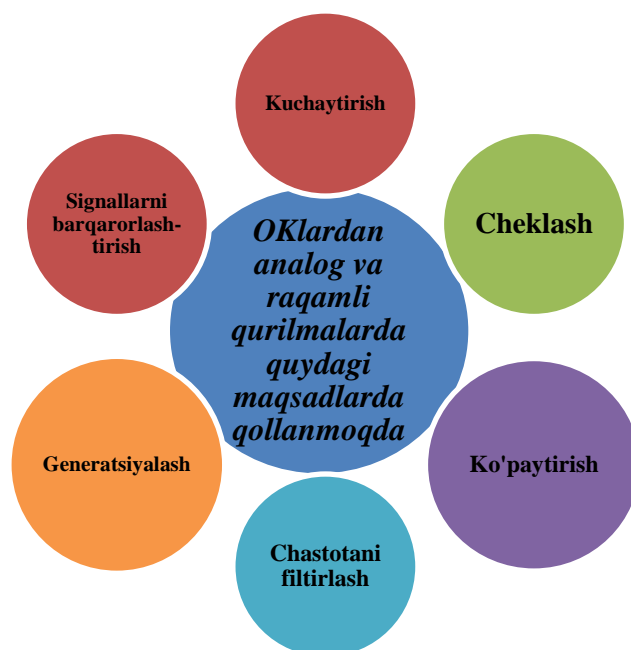 Kuchaytirish
Signallarni
barqarorlash-
tirish
Cheklash
OKlardan
analog va
raqamli
qurilmalarda
quydagi
maqsadlarda
qollanmoqda
Generatsiyalash
Ko'paytirish
Chastotani
filtirlash